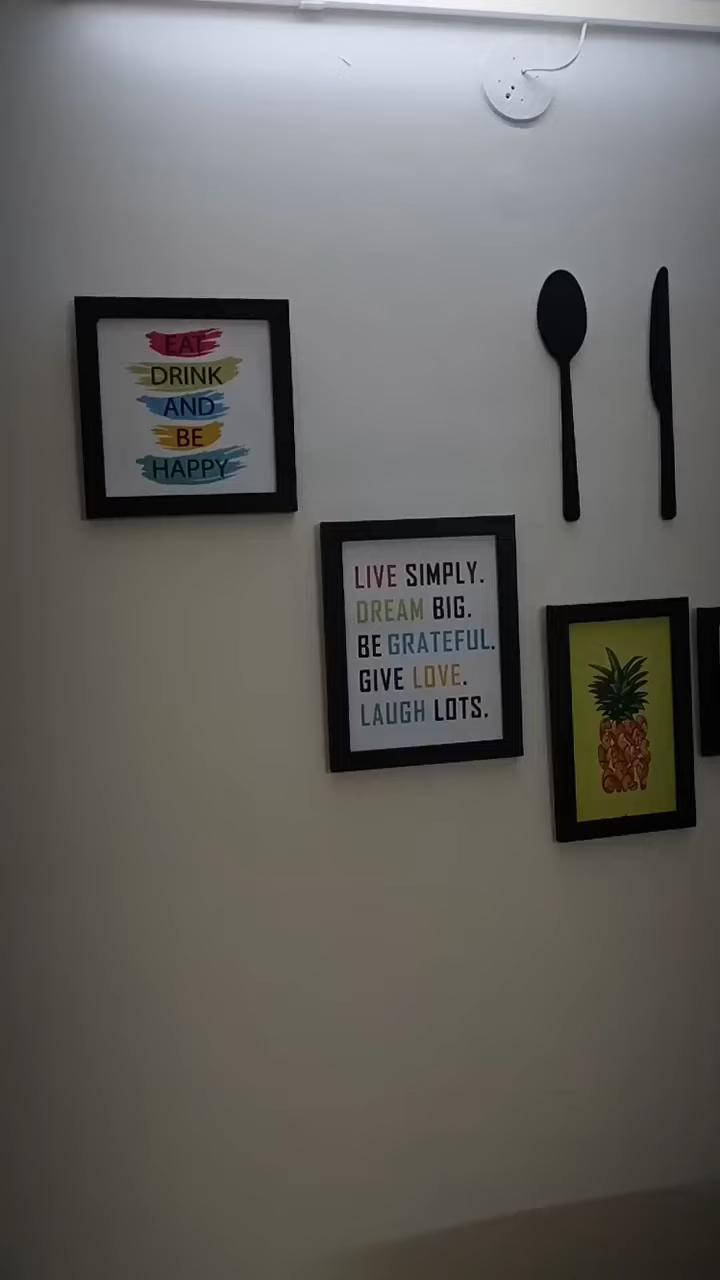 EAT
DRINK
AND
BE
HAPPY
LIVE SIMPLY.
DREAM BIG.
BE GRATEFUL.
GIVE LOVE.
LAUGH LOTS.